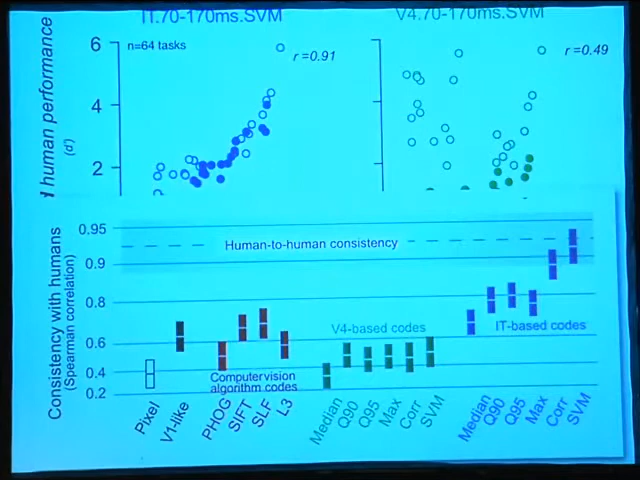 IT.70-170ms.SVM
V4.70-170ms.SVM
human performance
(d')
6
4
2
n=64 tasks
r=0.91
r=0.49
Consistency with humans
(Spearman correlation)
0.95
0.9
0.8
0.6
0.4
0.2
Human-to-human consistency
V4-based codes
IT-based codes
Computervision
algorithm codes
Pixel
V1-like
PHOG
SIFT
SLF
L3
Median
Q90
Q95
Max
Corr
SVM
Median
Q90
Q95
Max
Corr
SVM